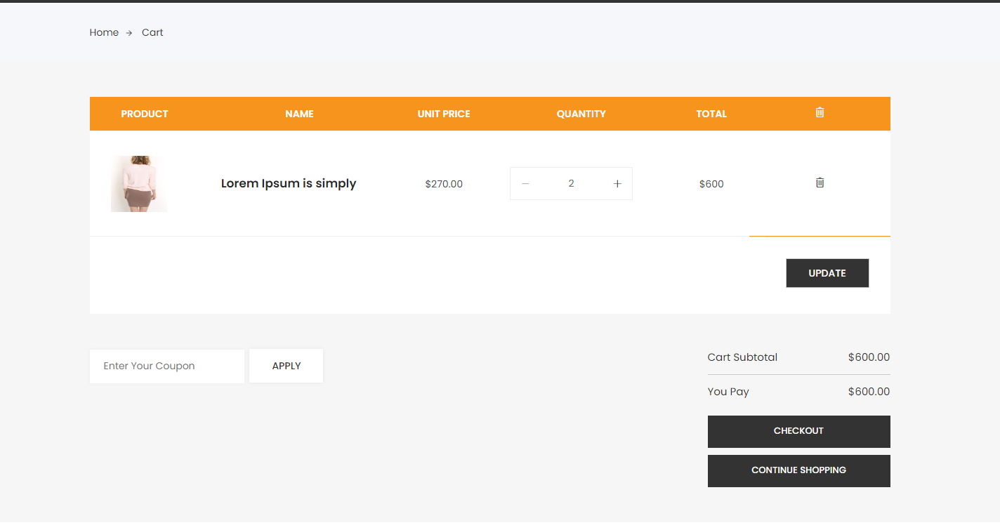 Home → Cart
PRODUCT NAME UNIT PRICE QUANTITY TOTAL
Lorem Ipsum is simply $270.00 − 2 + $600
UPDATE
Enter Your Coupon APPLY
Cart Subtotal $600.00
You Pay $600.00
CHECKOUT
CONTINUE SHOPPING